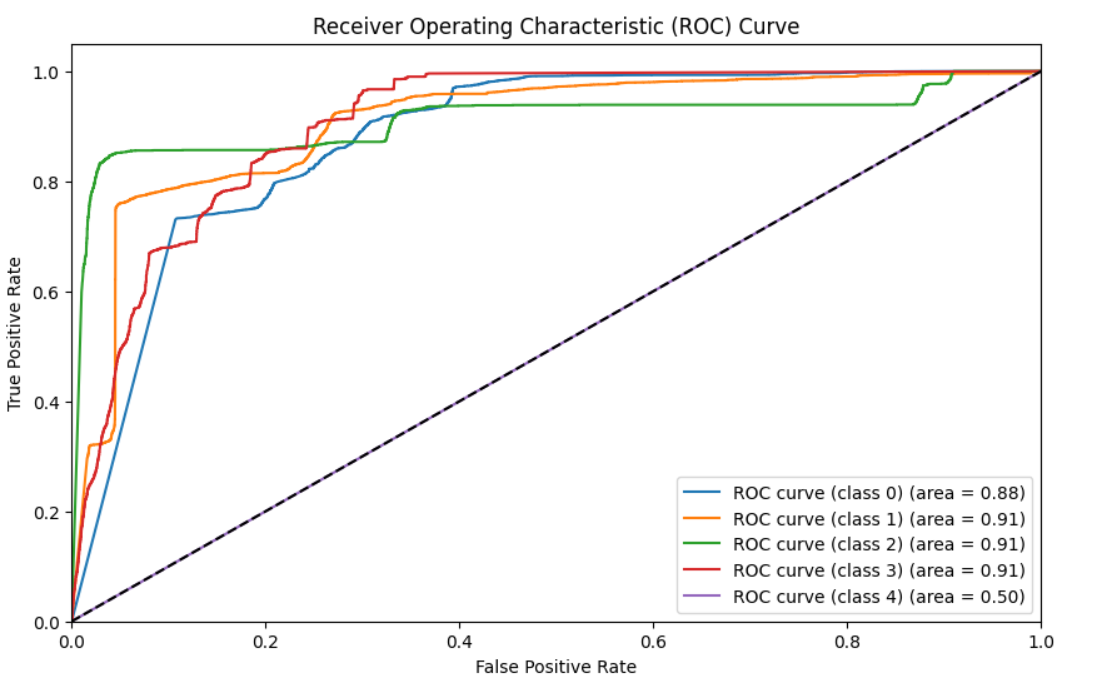 Receiver Operating Characteristic (ROC) Curve
1.0
0.8
0.6
0.4
0.2
0.0
True Positive Rate
ROC curve (class 0) (area = 0.88)
ROC curve (class 1) (area = 0.91)
ROC curve (class 2) (area = 0.91)
ROC curve (class 3) (area = 0.91)
ROC curve (class 4) (area = 0.50)
0.0 0.2 0.4 0.6 0.8 1.0
False Positive Rate